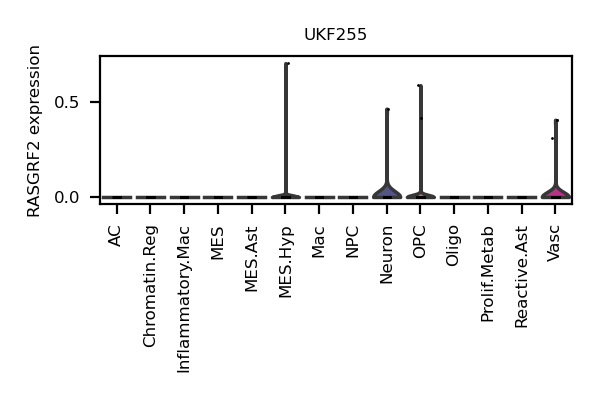 UKF255
RASGRF2 expression
0.5
0.0
AC
Chromatin.Reg
Inflammatory.Mac
MES
MES.Ast
MES.Hyp
Mac
NPC
Neuron
OPC
Oligo
Prolif.Metab
Reactive.Ast
Vasc